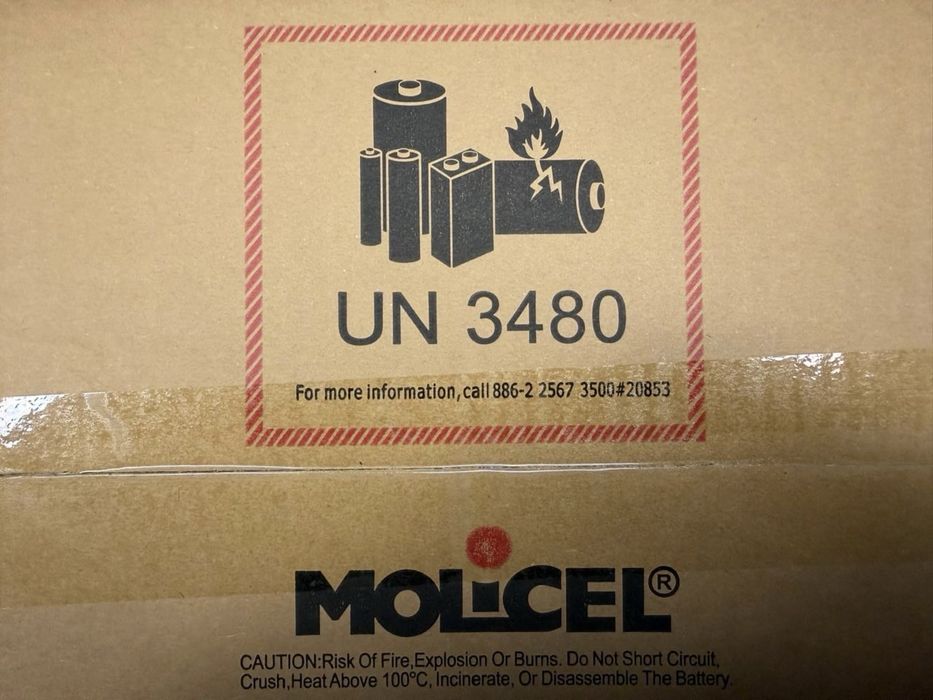 UN 3480
For more information,call 886-2 2567 3500#20853
MOLiCEL®
CAUTION:Risk Of Fire,Explosion Or Burns. Do Not Short Circuit,
Crush,Heat Above 100°C, Incinerate, Or Disassemble The Battery.